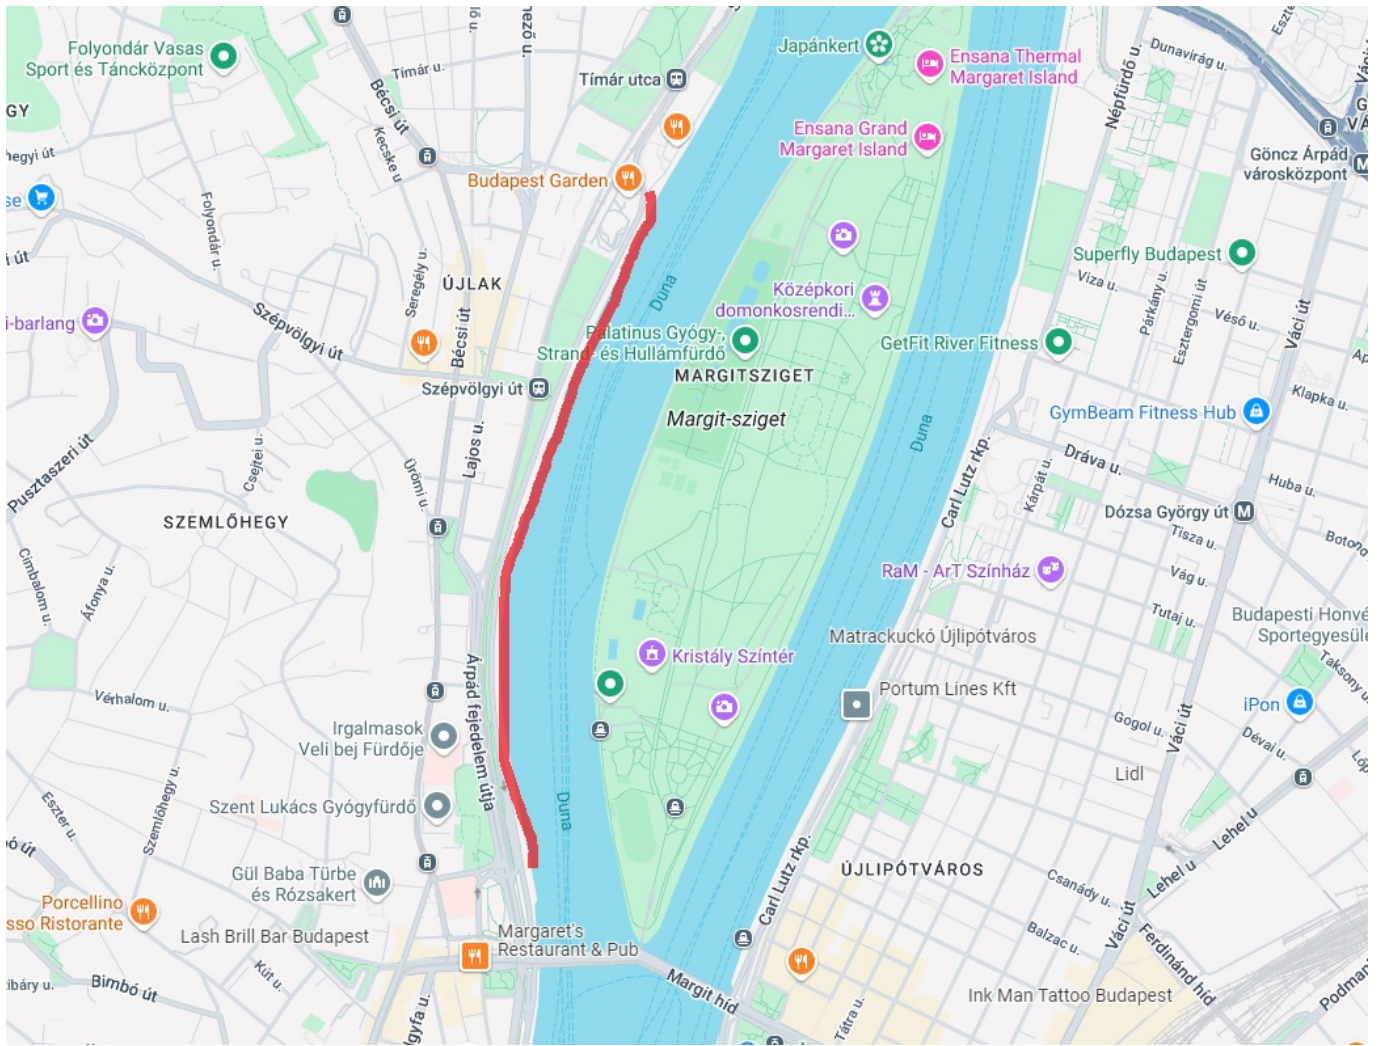 Folyondár Vasas
Sport és Táncközpont
Tímár u.
Bécsi út
Kecske u
Folyondár u.
GY
hegyi út
se
i út
i-barlang
Tímár utca
Budapest Garden
Japánkert
Ensana Thermal
Margaret Island
Ensana Grand
Margaret Island
Népfürdő u.
Dunavirág u.
Göncz Árpád
városközpont
M
Superfly Budapest
Viza u.
Párkány u.
Esztergomi út
Véső u.
Váci út
Klapka u.
ÚJLAK
Seregély u.
Bécsi út
Szépvölgyi út
Szépvölgyi út
Lajos u.
Duna
Középkori
domonkosrendi...
Palatinus Gyógy-,
Strand- és Hullámfürdő
MARGITSZIGET
Margit-sziget
GetFit River Fitness
GymBeam Fitness Hub
Duna
Carl Lutz rkp.
Dráva u.
Kárpát u.
Huba u.
Dózsa György út
M
Tisza u.
Vág u.
Tutaj u.
Pusztaszeri út
Csejtei u.
Ürömi u.
SZEMLŐHEGY
Cimbalom u.
Áfonya u.
RaM - ArT Színház
Matrackuckó Újlipótváros
Budapesti Honvé
Sportegyesüle
Taksony u.
Kristály Színtér
Portum Lines Kft
iPon
Gogol u.
Dévai u.
Váci út
Lidl
Vérhalom u.
Árpád fejedelem útja
Irgalmasok
Veli bej Fürdője
Szent Lukács Gyógyfürdő
Eszter u.
Szemlőhegy u.
Duna
Gül Baba Türbe
és Rózsakert
ÚJLIPÓTVÁROS
Carl Lutz rkp.
Lehel u
Lehel u
Csanády u.
Balzac u.
Váci út
Ferdinánd híd
Porcellino
sso Ristorante
Lash Brill Bar Budapest
Margaret's
Restaurant & Pub
Margit híd
Ink Man Tattoo Budapest
Tátra u.
Bimbó út
Kút u.